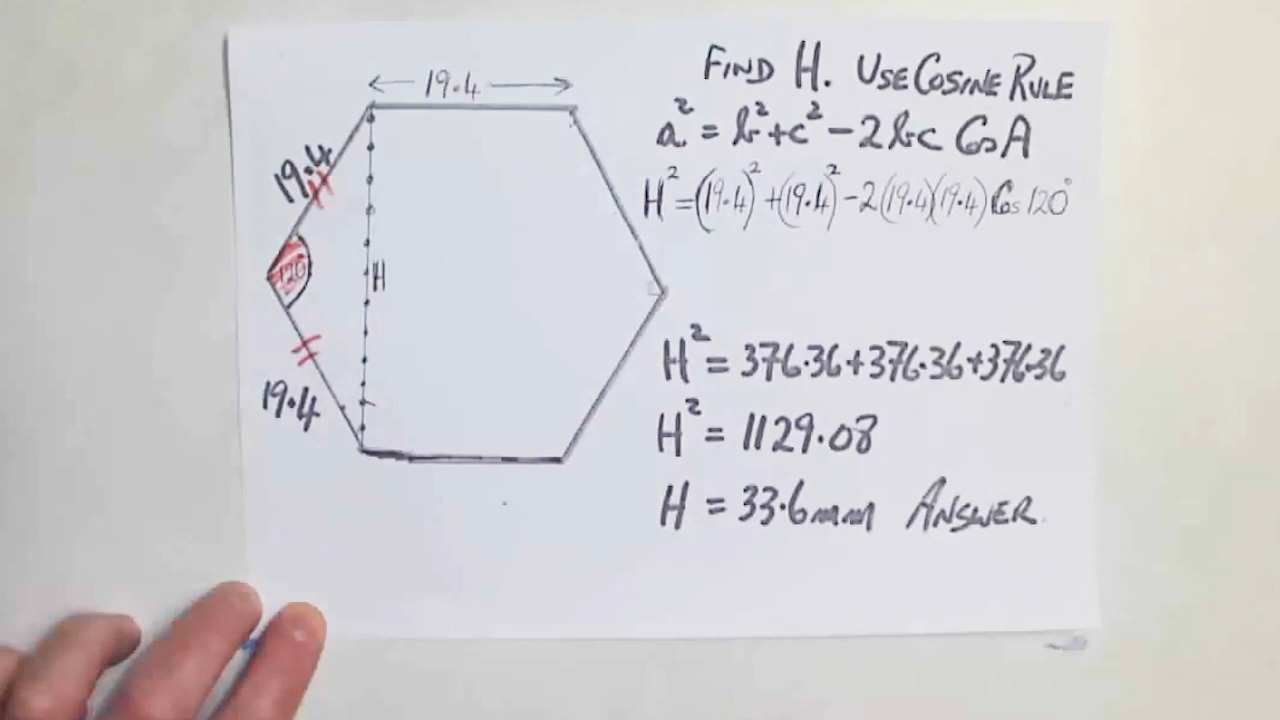 19.4
19.4
120
H
19.4
FIND H. USE COSINE RULE
a² = b² + c² - 2bc Cos A
H² = (19.4)² + (19.4)² - 2(19.4)(19.4) Cos 120°
H² = 376.36 + 376.36 + 376.36
H² = 1129.08
H = 33.6mm ANSWER.